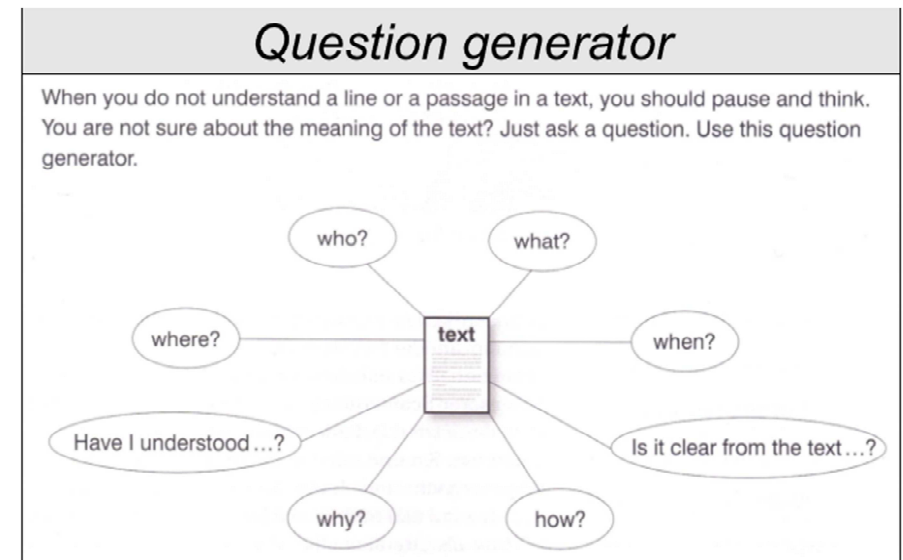 Question generator
When you do not understand a line or a passage in a text, you should pause and think.
You are not sure about the meaning of the text? Just ask a question. Use this question
generator.
who?
what?
where?
text
when?
Have I understood ...?
Is it clear from the text ...?
why?
how?